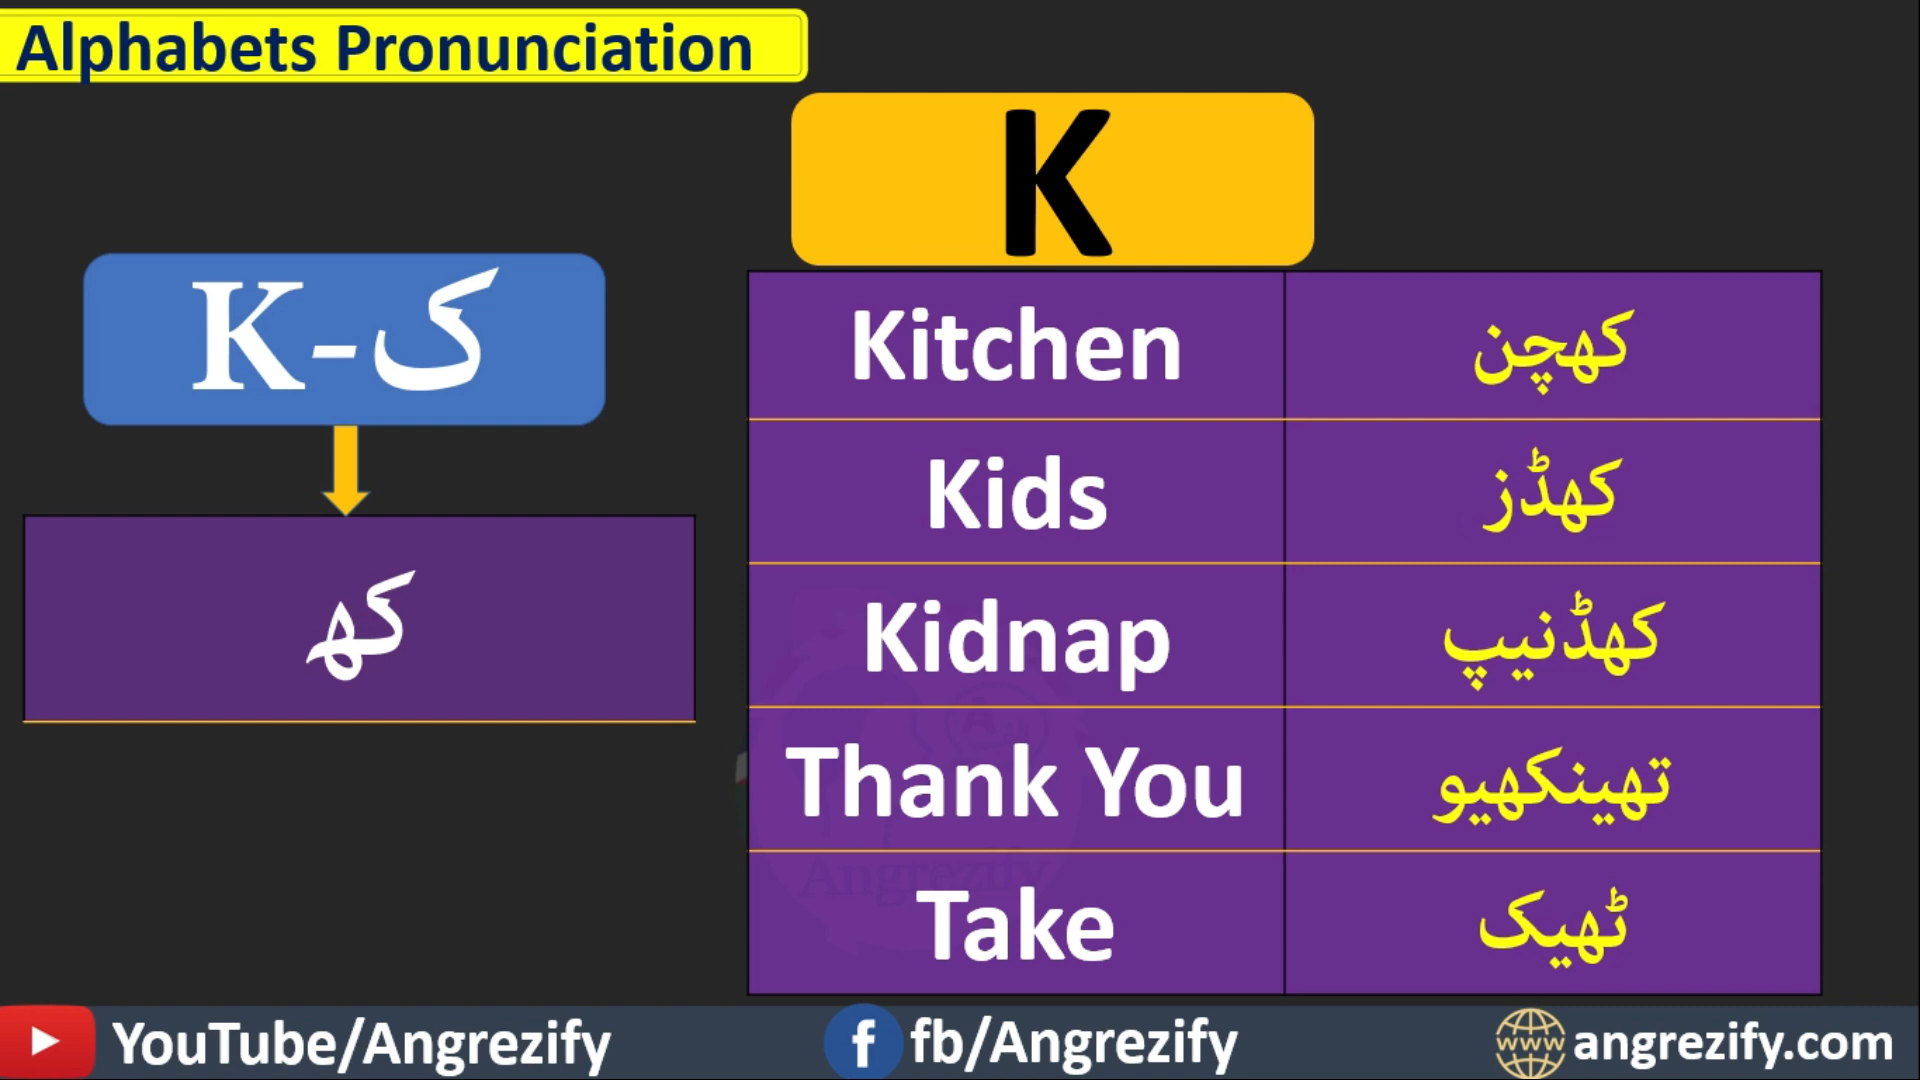 Alphabets Pronunciation
K
K-ک
کھ
Kitchen کھچن
Kids کھڈز
Kidnap کھڈنیپ
Thank You تھینکھیو
Take ٹھیک
Angrezify
YouTube/Angrezify
fb/Angrezify
www
angrezify.com